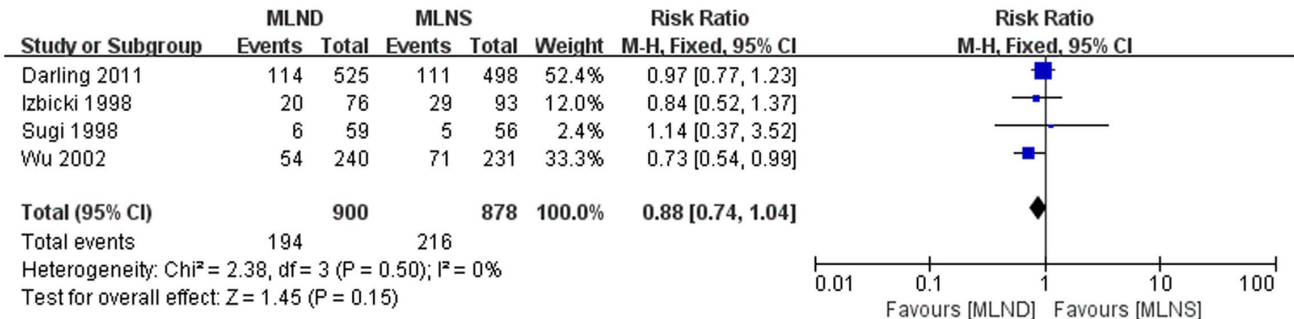 MLND MLNS Risk Ratio Risk Ratio
Study or Subgroup Events Total Events Total Weight M-H, Fixed, 95% CI M-H, Fixed, 95% CI
Darling 2011 114 525 111 498 52.4% 0.97 [0.77, 1.23]
Izbicki 1998 20 76 29 93 12.0% 0.84 [0.52, 1.37]
Sugi 1998 6 59 5 56 2.4% 1.14 [0.37, 3.52]
Wu 2002 54 240 71 231 33.3% 0.73 [0.54, 0.99]
Total (95% CI) 900 878 100.0% 0.88 [0.74, 1.04]
Total events 194 216
Heterogeneity: Chi² = 2.38, df = 3 (P = 0.50); I² = 0%
Test for overall effect: Z = 1.45 (P = 0.15)
0.01 0.1 1 10 100
Favours [MLND] Favours [MLNS]